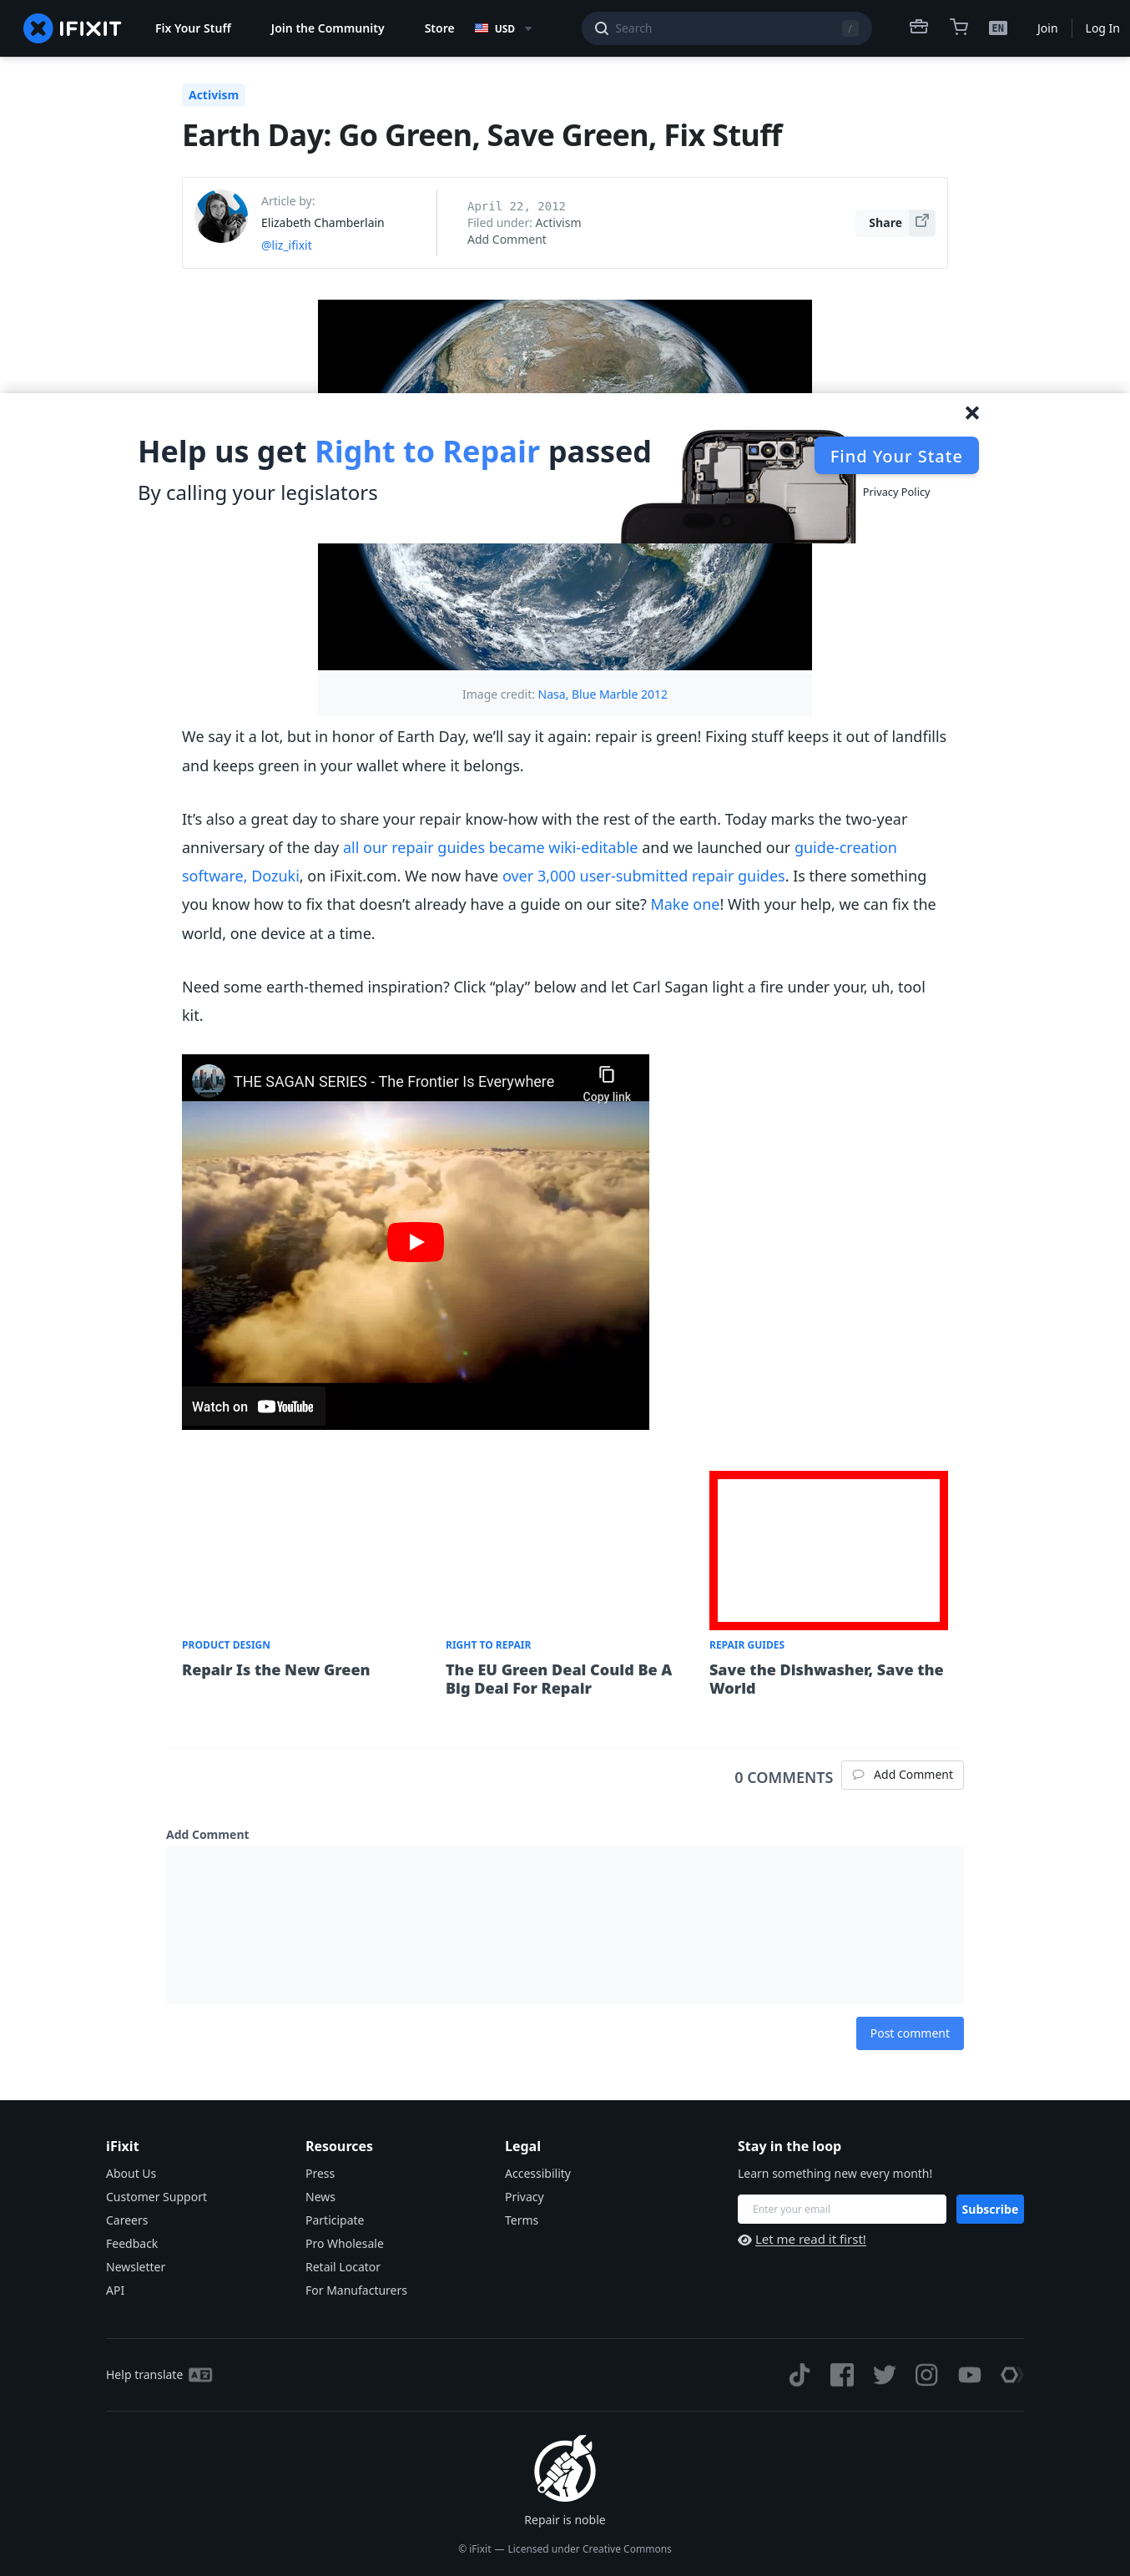 IFIXIT
Fix Your Stuff
Join the Community
Store
USD
Search
/
EN
Join
Log In
Activism
Earth Day: Go Green, Save Green, Fix Stuff
Article by:
Elizabeth Chamberlain
@liz_ifixit
April 22, 2012
Filed under: Activism
Add Comment
Share
Help us get Right to Repair passed
By calling your legislators
Find Your State
Privacy Policy
Image credit: Nasa, Blue Marble 2012
We say it a lot, but in honor of Earth Day, we’ll say it again: repair is green! Fixing stuff keeps it out of landfills
and keeps green in your wallet where it belongs.
It’s also a great day to share your repair know-how with the rest of the earth. Today marks the two-year
anniversary of the day all our repair guides became wiki-editable and we launched our guide-creation
software, Dozuki, on iFixit.com. We now have over 3,000 user-submitted repair guides. Is there something
you know how to fix that doesn’t already have a guide on our site? Make one! With your help, we can fix the
world, one device at a time.
Need some earth-themed inspiration? Click “play” below and let Carl Sagan light a fire under your, uh, tool
kit.
THE SAGAN SERIES - The Frontier Is Everywhere
Copy link
Watch on YouTube
PRODUCT DESIGN
Repair Is the New Green
RIGHT TO REPAIR
The EU Green Deal Could Be A
Big Deal For Repair
REPAIR GUIDES
Save the Dishwasher, Save the
World
0 COMMENTS
Add Comment
Add Comment
Post comment
iFixit
About Us
Customer Support
Careers
Feedback
Newsletter
API
Resources
Press
News
Participate
Pro Wholesale
Retail Locator
For Manufacturers
Legal
Accessibility
Privacy
Terms
Stay in the loop
Learn something new every month!
Enter your email
Subscribe
Let me read it first!
Help translate
Repair is noble
© iFixit — Licensed under Creative Commons